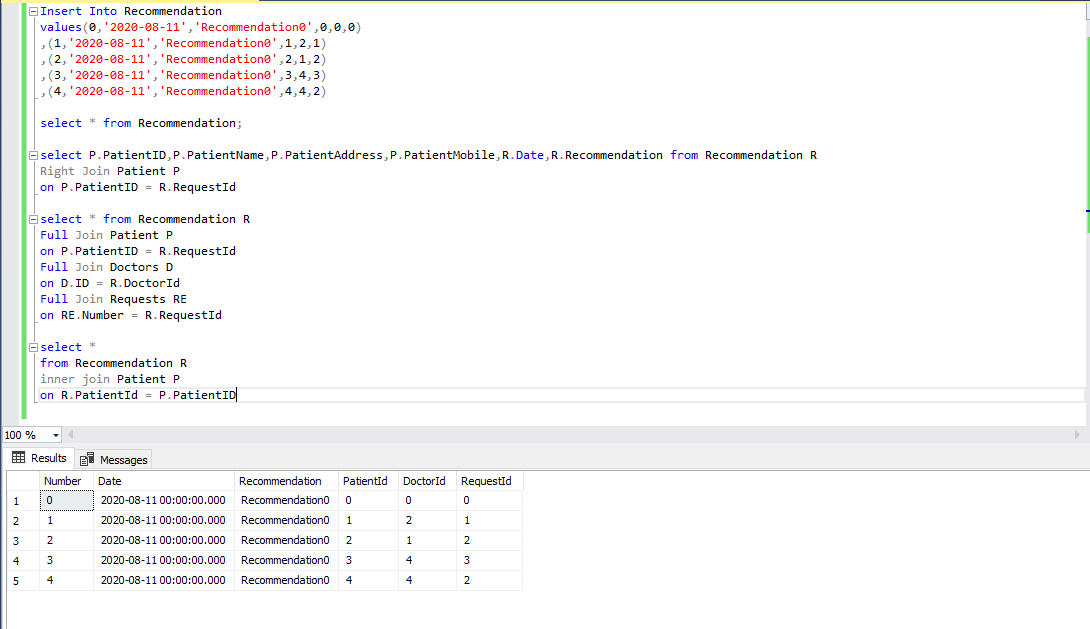 Insert Into Recommendation
values(0,'2020-08-11','Recommendation0',0,0,0)
,(1,'2020-08-11','Recommendation0',1,2,1)
,(2,'2020-08-11','Recommendation0',2,1,2)
,(3,'2020-08-11','Recommendation0',3,4,3)
,(4,'2020-08-11','Recommendation0',4,4,2)
select * from Recommendation;
select P.PatientID,P.PatientName,P.PatientAddress,P.PatientMobile,R.Date,R.Recommendation from Recommendation R
Right Join Patient P
on P.PatientID = R.RequestId
select * from Recommendation R
Full Join Patient P
on P.PatientID = R.RequestId
Full Join Doctors D
on D.ID = R.DoctorId
Full Join Requests RE
on RE.Number = R.RequestId
select *
from Recommendation R
inner join Patient P
on R.PatientId = P.PatientID
100 %
Results Messages
Number Date Recommendation PatientId DoctorId RequestId
1 0 2020-08-11 00:00:00.000 Recommendation0 0 0 0
2 1 2020-08-11 00:00:00.000 Recommendation0 1 2 1
3 2 2020-08-11 00:00:00.000 Recommendation0 2 1 2
4 3 2020-08-11 00:00:00.000 Recommendation0 3 4 3
5 4 2020-08-11 00:00:00.000 Recommendation0 4 4 2